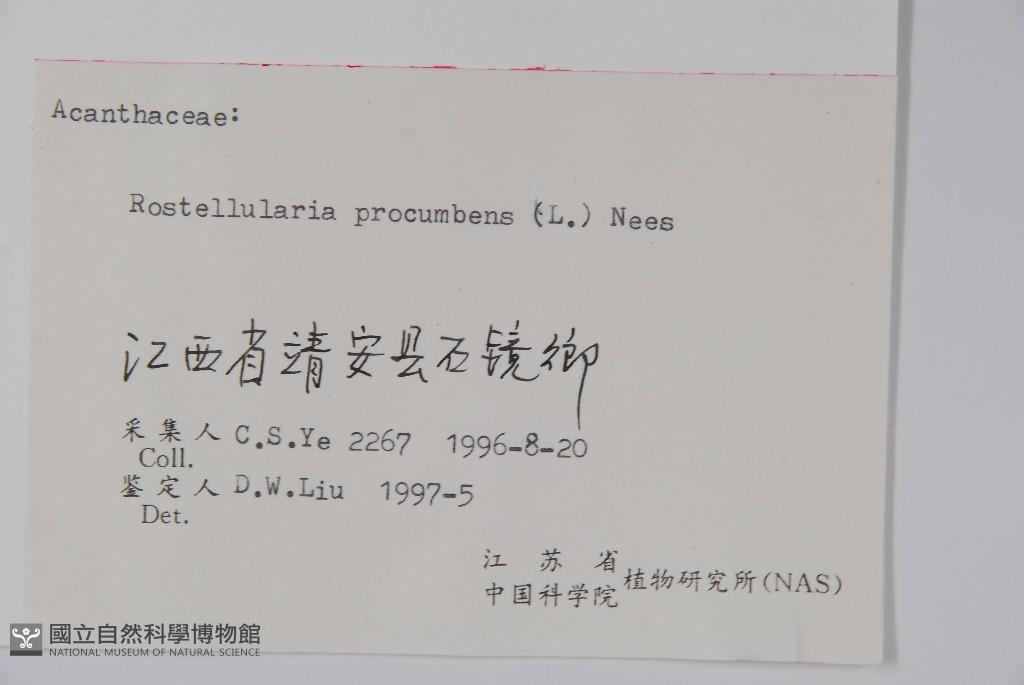 Acanthaceae:
Rostellularia procumbens (L.) Nees
江西省靖安县石镜鄉
采集人 C.S.Ye 2267 1996-8-20
Coll.
鉴定人 D.W.Liu 1997-5
Det.
江苏省
中国科学院 植物研究所(NAS)
國立自然科學博物館
NATIONAL MUSEUM OF NATURAL SCIENCE